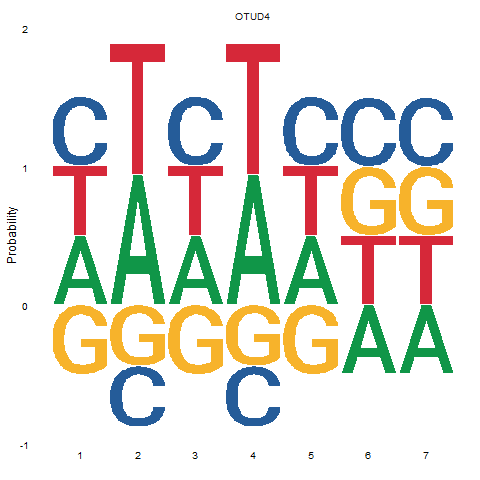 OTUD4
2
1
0
-1
Probability
C T C T C C C
T A T A T G G
A G A G A T T
G C G C G A A
1 2 3 4 5 6 7